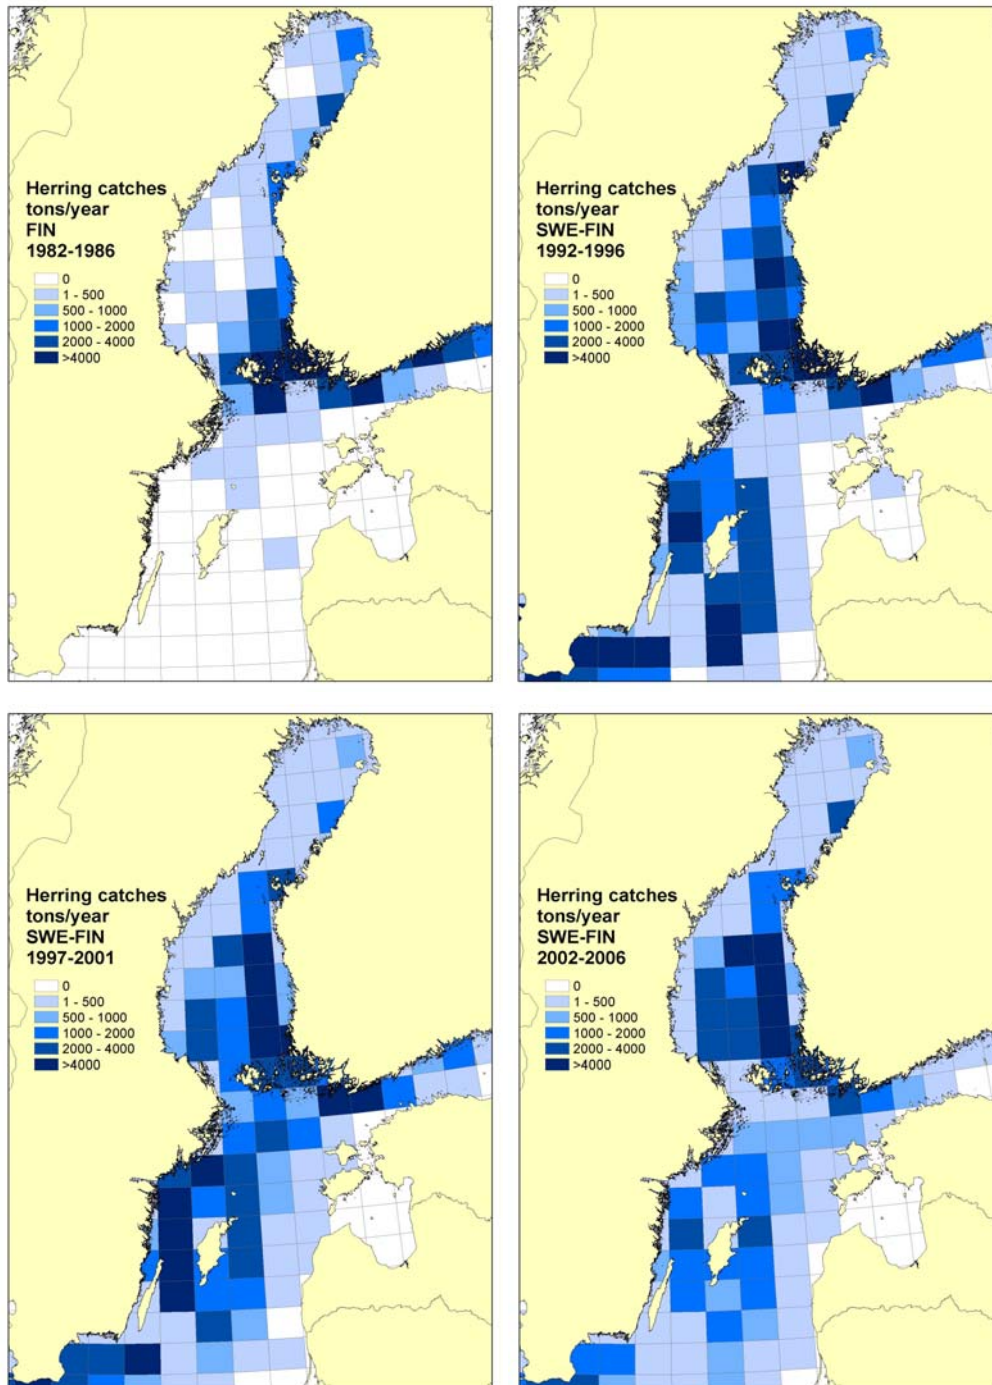 Herring catches
tons/year
FIN
1982-1986
0
1 - 500
500 - 1000
1000 - 2000
2000 - 4000
>4000
Herring catches
tons/year
SWE-FIN
1992-1996
0
1 - 500
500 - 1000
1000 - 2000
2000 - 4000
>4000
Herring catches
tons/year
SWE-FIN
1997-2001
0
1 - 500
500 - 1000
1000 - 2000
2000 - 4000
>4000
Herring catches
tons/year
SWE-FIN
2002-2006
0
1 - 500
500 - 1000
1000 - 2000
2000 - 4000
>4000